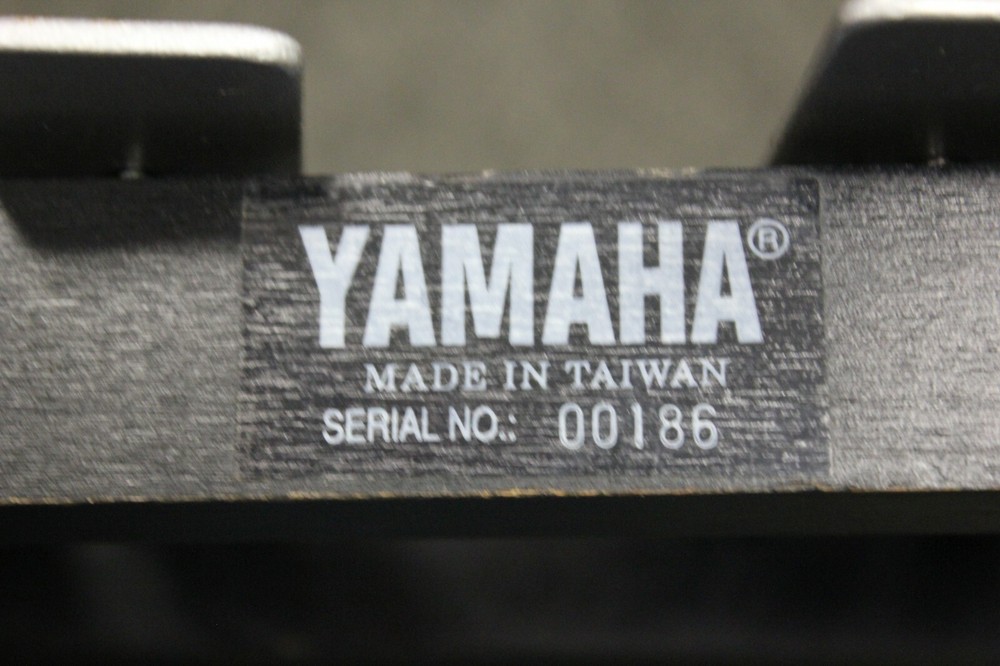 YAMAHA®
MADE IN TAIWAN
SERIAL NO.: 00186